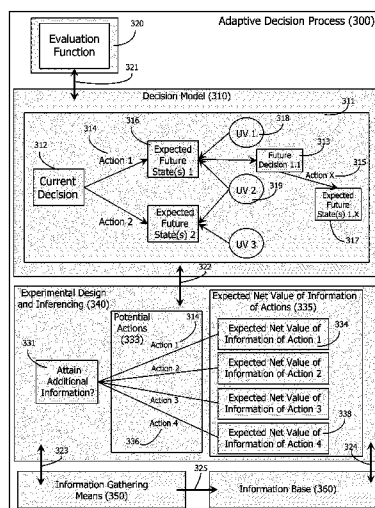 Adaptive Decision Process (300)
320
Evaluation
Function
321
Decision Model (310)
311
316
318
UV 1
314
312
Expected
Future
State(s) 1
Future
Decision 1.1
313
315
Action 1
Action X
Current
Decision
UV 2
319
Expected
Future
State(s) 1.X
Action 2
Expected
Future
State(s) 2
317
UV 3
322
Experimental Design
and Inferencing (340)
Potential
Actions
(333)
314
Expected Net Value of Information
of Actions (335)
Expected Net Value of
Information of Action 1
334
331
Action 1
Attain
Additional
Information?
Action 2
Expected Net Value of
Information of Action 2
Action 3
Expected Net Value of
Information of Action 3
Action 4
336
Expected Net Value of
Information of Action 4
338
323
324
325
Information Gathering
Means (350)
Information Base (360)